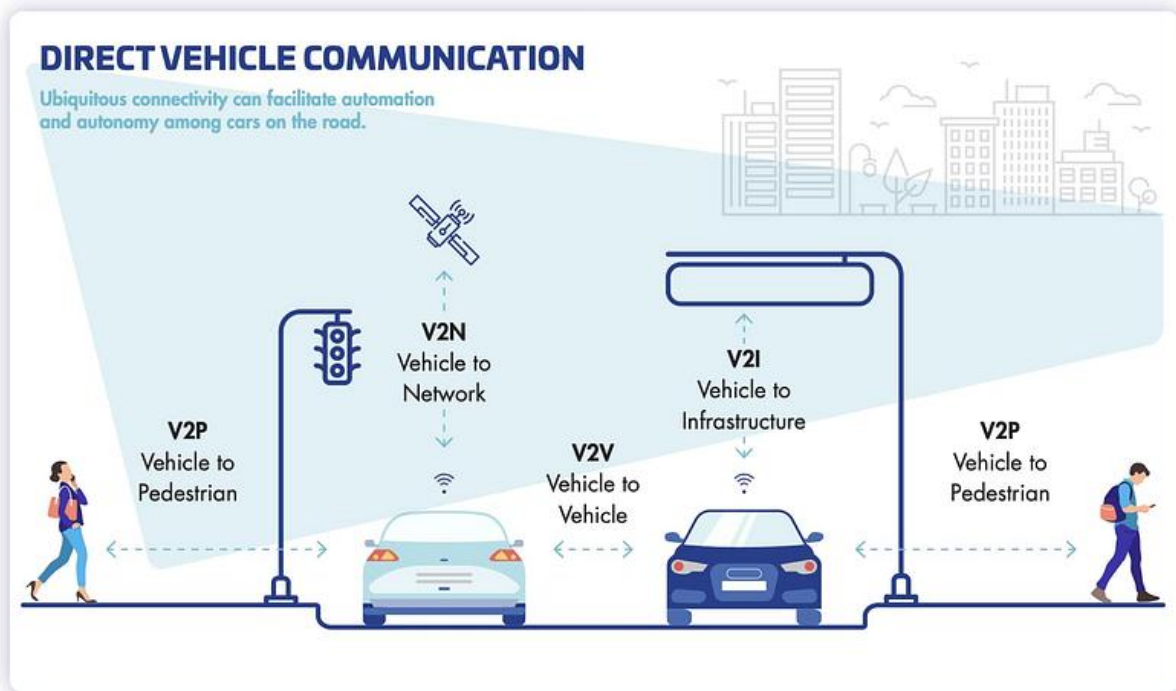 DIRECT VEHICLE COMMUNICATION
Ubiquitous connectivity can facilitate automation
and autonomy among cars on the road.
V2N
Vehicle to
Network
V2I
Vehicle to
Infrastructure
V2P
Vehicle to
Pedestrian
V2V
Vehicle to
Vehicle
V2P
Vehicle to
Pedestrian